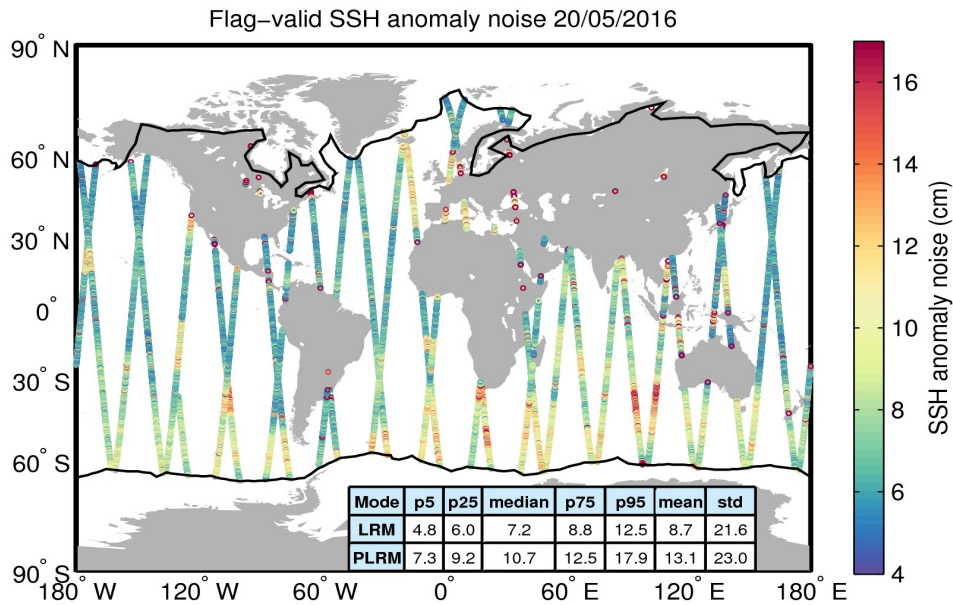 Flag−valid SSH anomaly noise 20/05/2016
90° N
60° N
30° N
0°
30° S
60° S
90° S
180° W
120° W
60° W
0°
60° E
120° E
180° E
Mode p5 p25 median p75 p95 mean std
LRM 4.8 6.0 7.2 8.8 12.5 8.7 21.6
PLRM 7.3 9.2 10.7 12.5 17.9 13.1 23.0
16
14
12
10
8
6
4
SSH anomaly noise (cm)